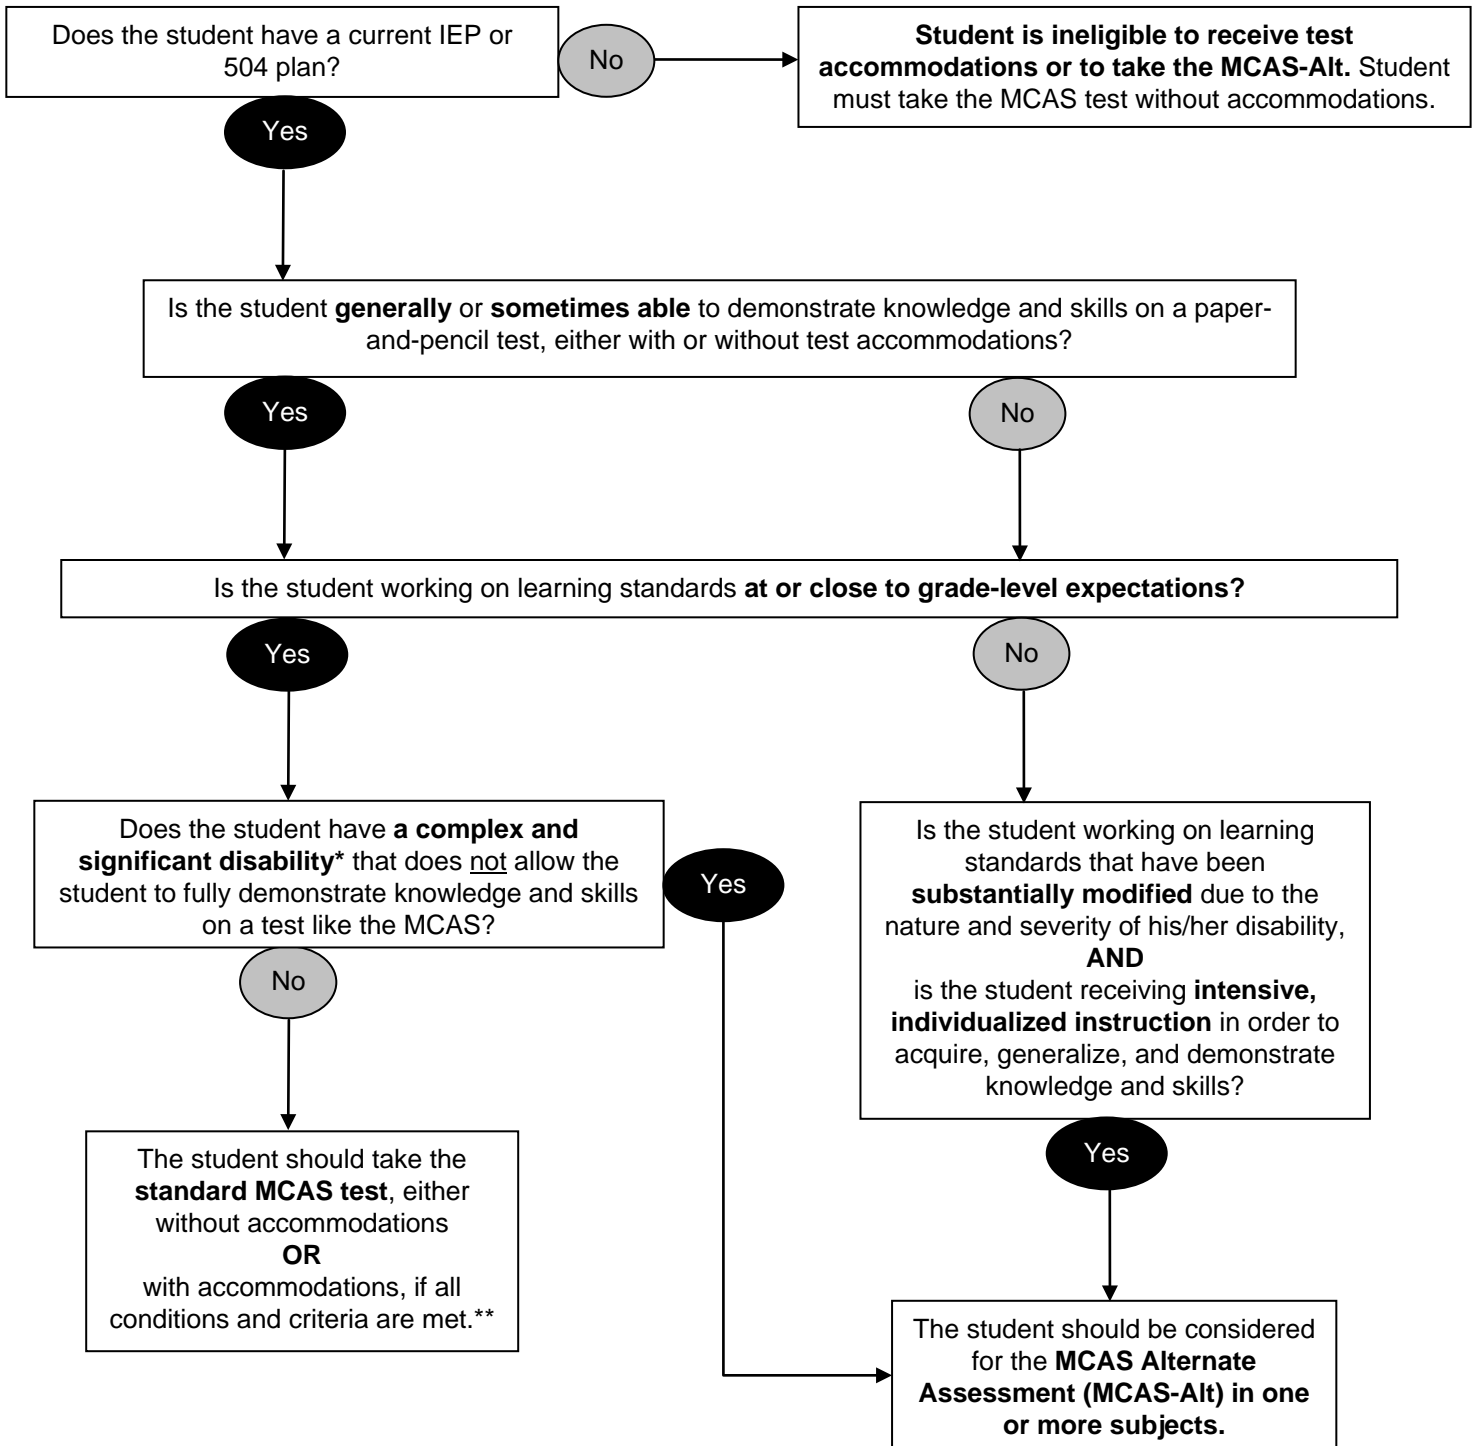 Does the student have a current IEP or
504 plan?
No
Student is ineligible to receive test
accommodations or to take the MCAS-Alt. Student
must take the MCAS test without accommodations.
Yes
Is the student generally or sometimes able to demonstrate knowledge and skills on a paper-
and-pencil test, either with or without test accommodations?
Yes
No
Is the student working on learning standards at or close to grade-level expectations?
Yes
No
Does the student have a complex and
significant disability* that does not allow the
student to fully demonstrate knowledge and skills
on a test like the MCAS?
Yes
Is the student working on learning
standards that have been
substantially modified due to the
nature and severity of his/her disability,
AND
is the student receiving intensive,
individualized instruction in order to
acquire, generalize, and demonstrate
knowledge and skills?
No
Yes
The student should take the
standard MCAS test, either
without accommodations
OR
with accommodations, if all
conditions and criteria are met.**
The student should be considered
for the MCAS Alternate
Assessment (MCAS-Alt) in one
or more subjects.